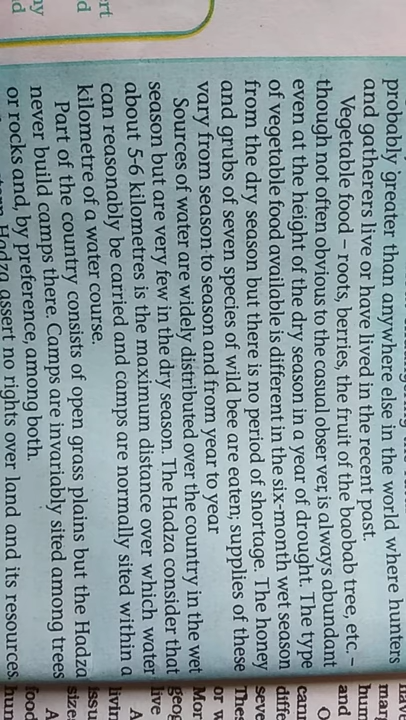 probably greater than anywhere else in the world where hunters
and gatherers live or have lived in the recent past.
Vegetable food – roots, berries, the fruit of the baobab tree, etc. –
though not often obvious to the casual observer, is always abundant
even at the height of the dry season in a year of drought. The type
of vegetable food available is different in the six-month wet season
from the dry season but there is no period of shortage. The honey
and grubs of seven species of wild bee are eaten; supplies of these
vary from season to season and from year to year
Sources of water are widely distributed over the country in the wet
season but are very few in the dry season. The Hadza consider that
about 5-6 kilometres is the maximum distance over which water
can reasonably be carried and camps are normally sited within a
kilometre of a water course.
Part of the country consists of open grass plains but the Hodza
never build camps there. Camps are invariably sited among trees
or rocks and, by preference, among both.
Hadza assert no rights over land and its resources.